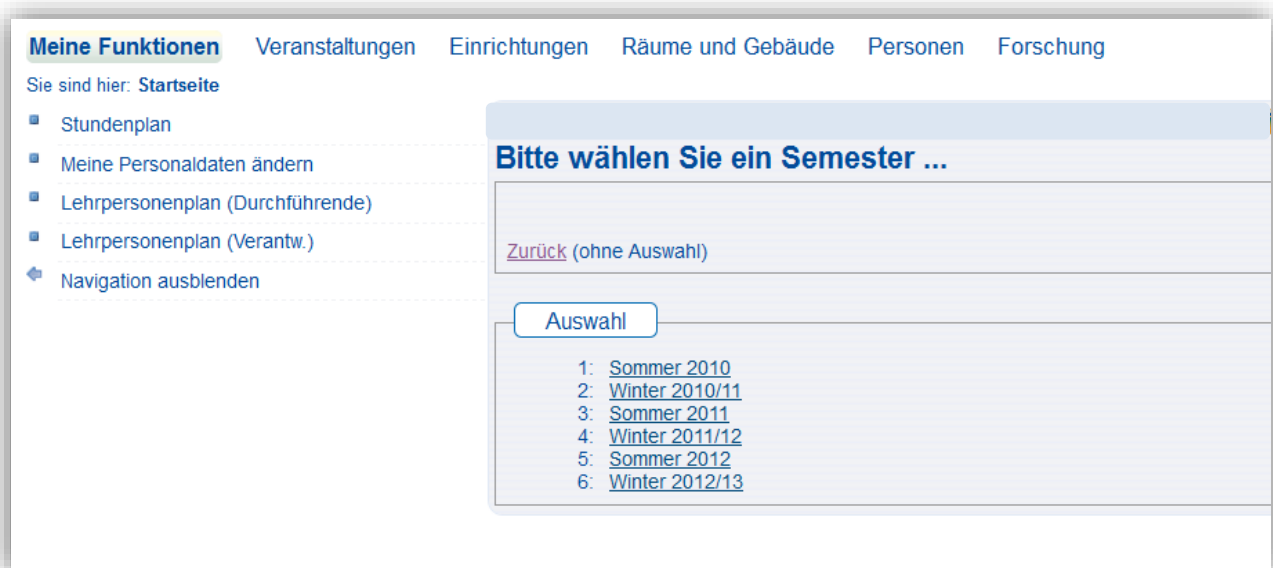 Meine Funktionen Veranstaltungen Einrichtungen Räume und Gebäude Personen Forschung
Sie sind hier: Startseite
Stundenplan
Meine Personaldaten ändern
Lehrpersonenplan (Durchführende)
Lehrpersonenplan (Verantw.)
Navigation ausblenden
Bitte wählen Sie ein Semester ...
Zurück (ohne Auswahl)
Auswahl
1: Sommer 2010
2: Winter 2010/11
3: Sommer 2011
4: Winter 2011/12
5: Sommer 2012
6: Winter 2012/13